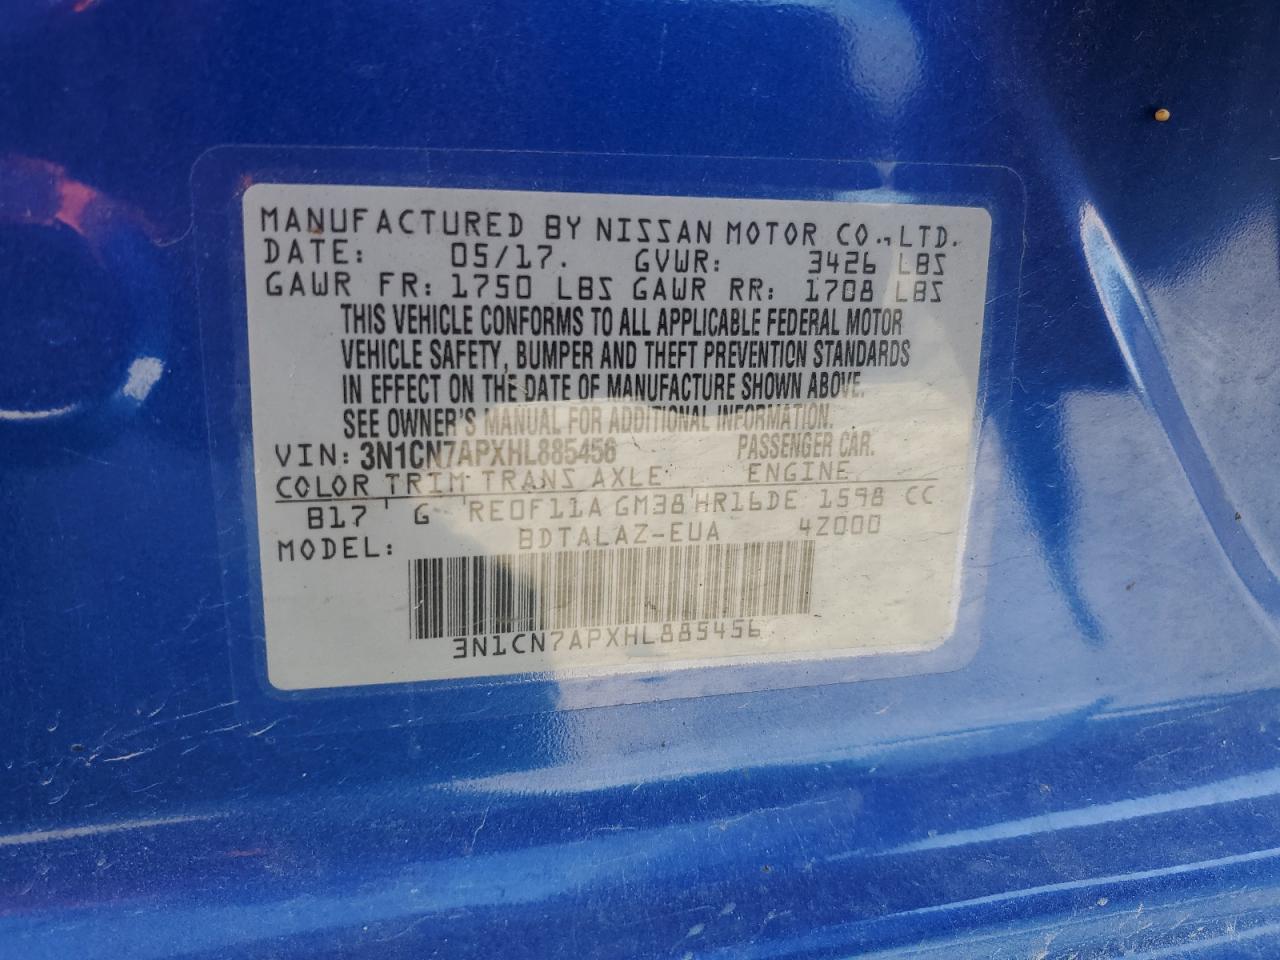 MANUFACTURED BY NISSAN MOTOR CO., LTD.
DATE: 05/17. GVWR: 3426 LBS
GAWR FR: 1750 LBS GAWR RR: 1708 LBS
THIS VEHICLE CONFORMS TO ALL APPLICABLE FEDERAL MOTOR
VEHICLE SAFETY, BUMPER AND THEFT PREVENTION STANDARDS
IN EFFECT ON THE DATE OF MANUFACTURE SHOWN ABOVE.
SEE OWNER'S MANUAL FOR ADDITIONAL INFORMATION.
VIN: 3N1CN7APXHL885456 PASSENGER CAR.
COLOR TRIM TRANS AXLE ENGINE
B17 G RE0F11A GM38 HR16DE 1598 CC
MODEL: BDTALAZ-EUA 4Z000
3N1CN7APXHL885456